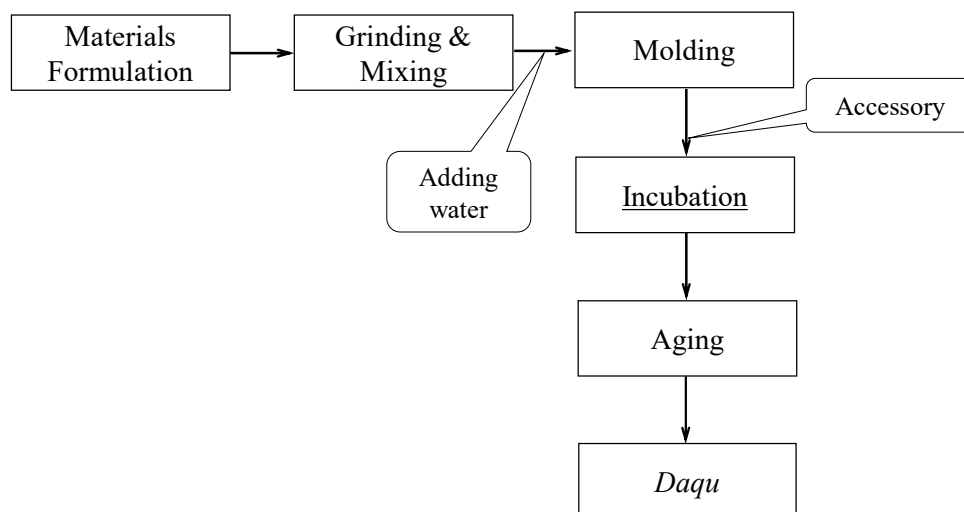 Materials
Formulation
Grinding &
Mixing
Molding
Accessory
Adding
water
Incubation
Aging
Daqu